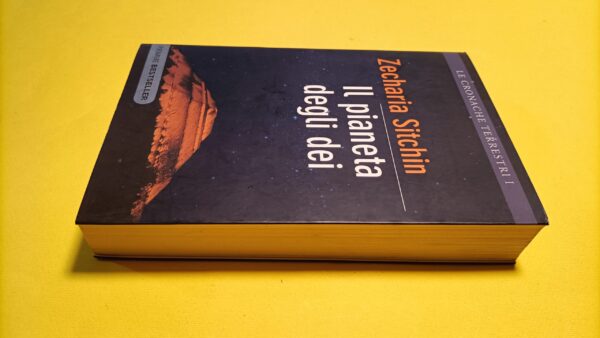 LE CRONACHE TERRESTRI I
Zecharia Sitchin
Il pianeta
degli dei
BESTSELLER